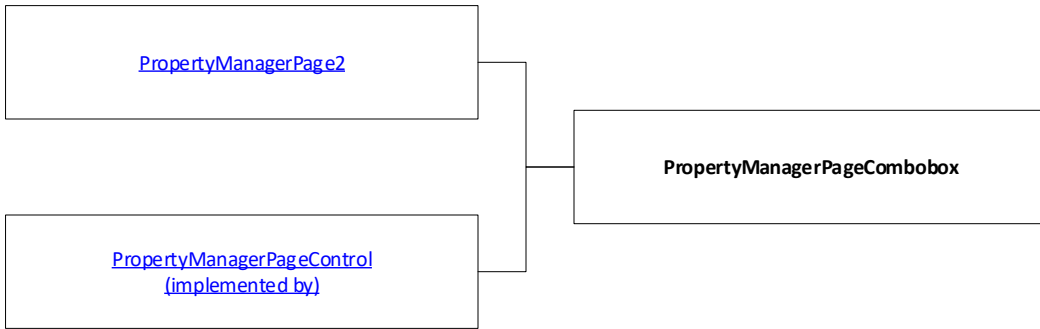 PropertyManagerPage2
PropertyManagerPageCombobox
PropertyManagerPageControl
(implemented by)